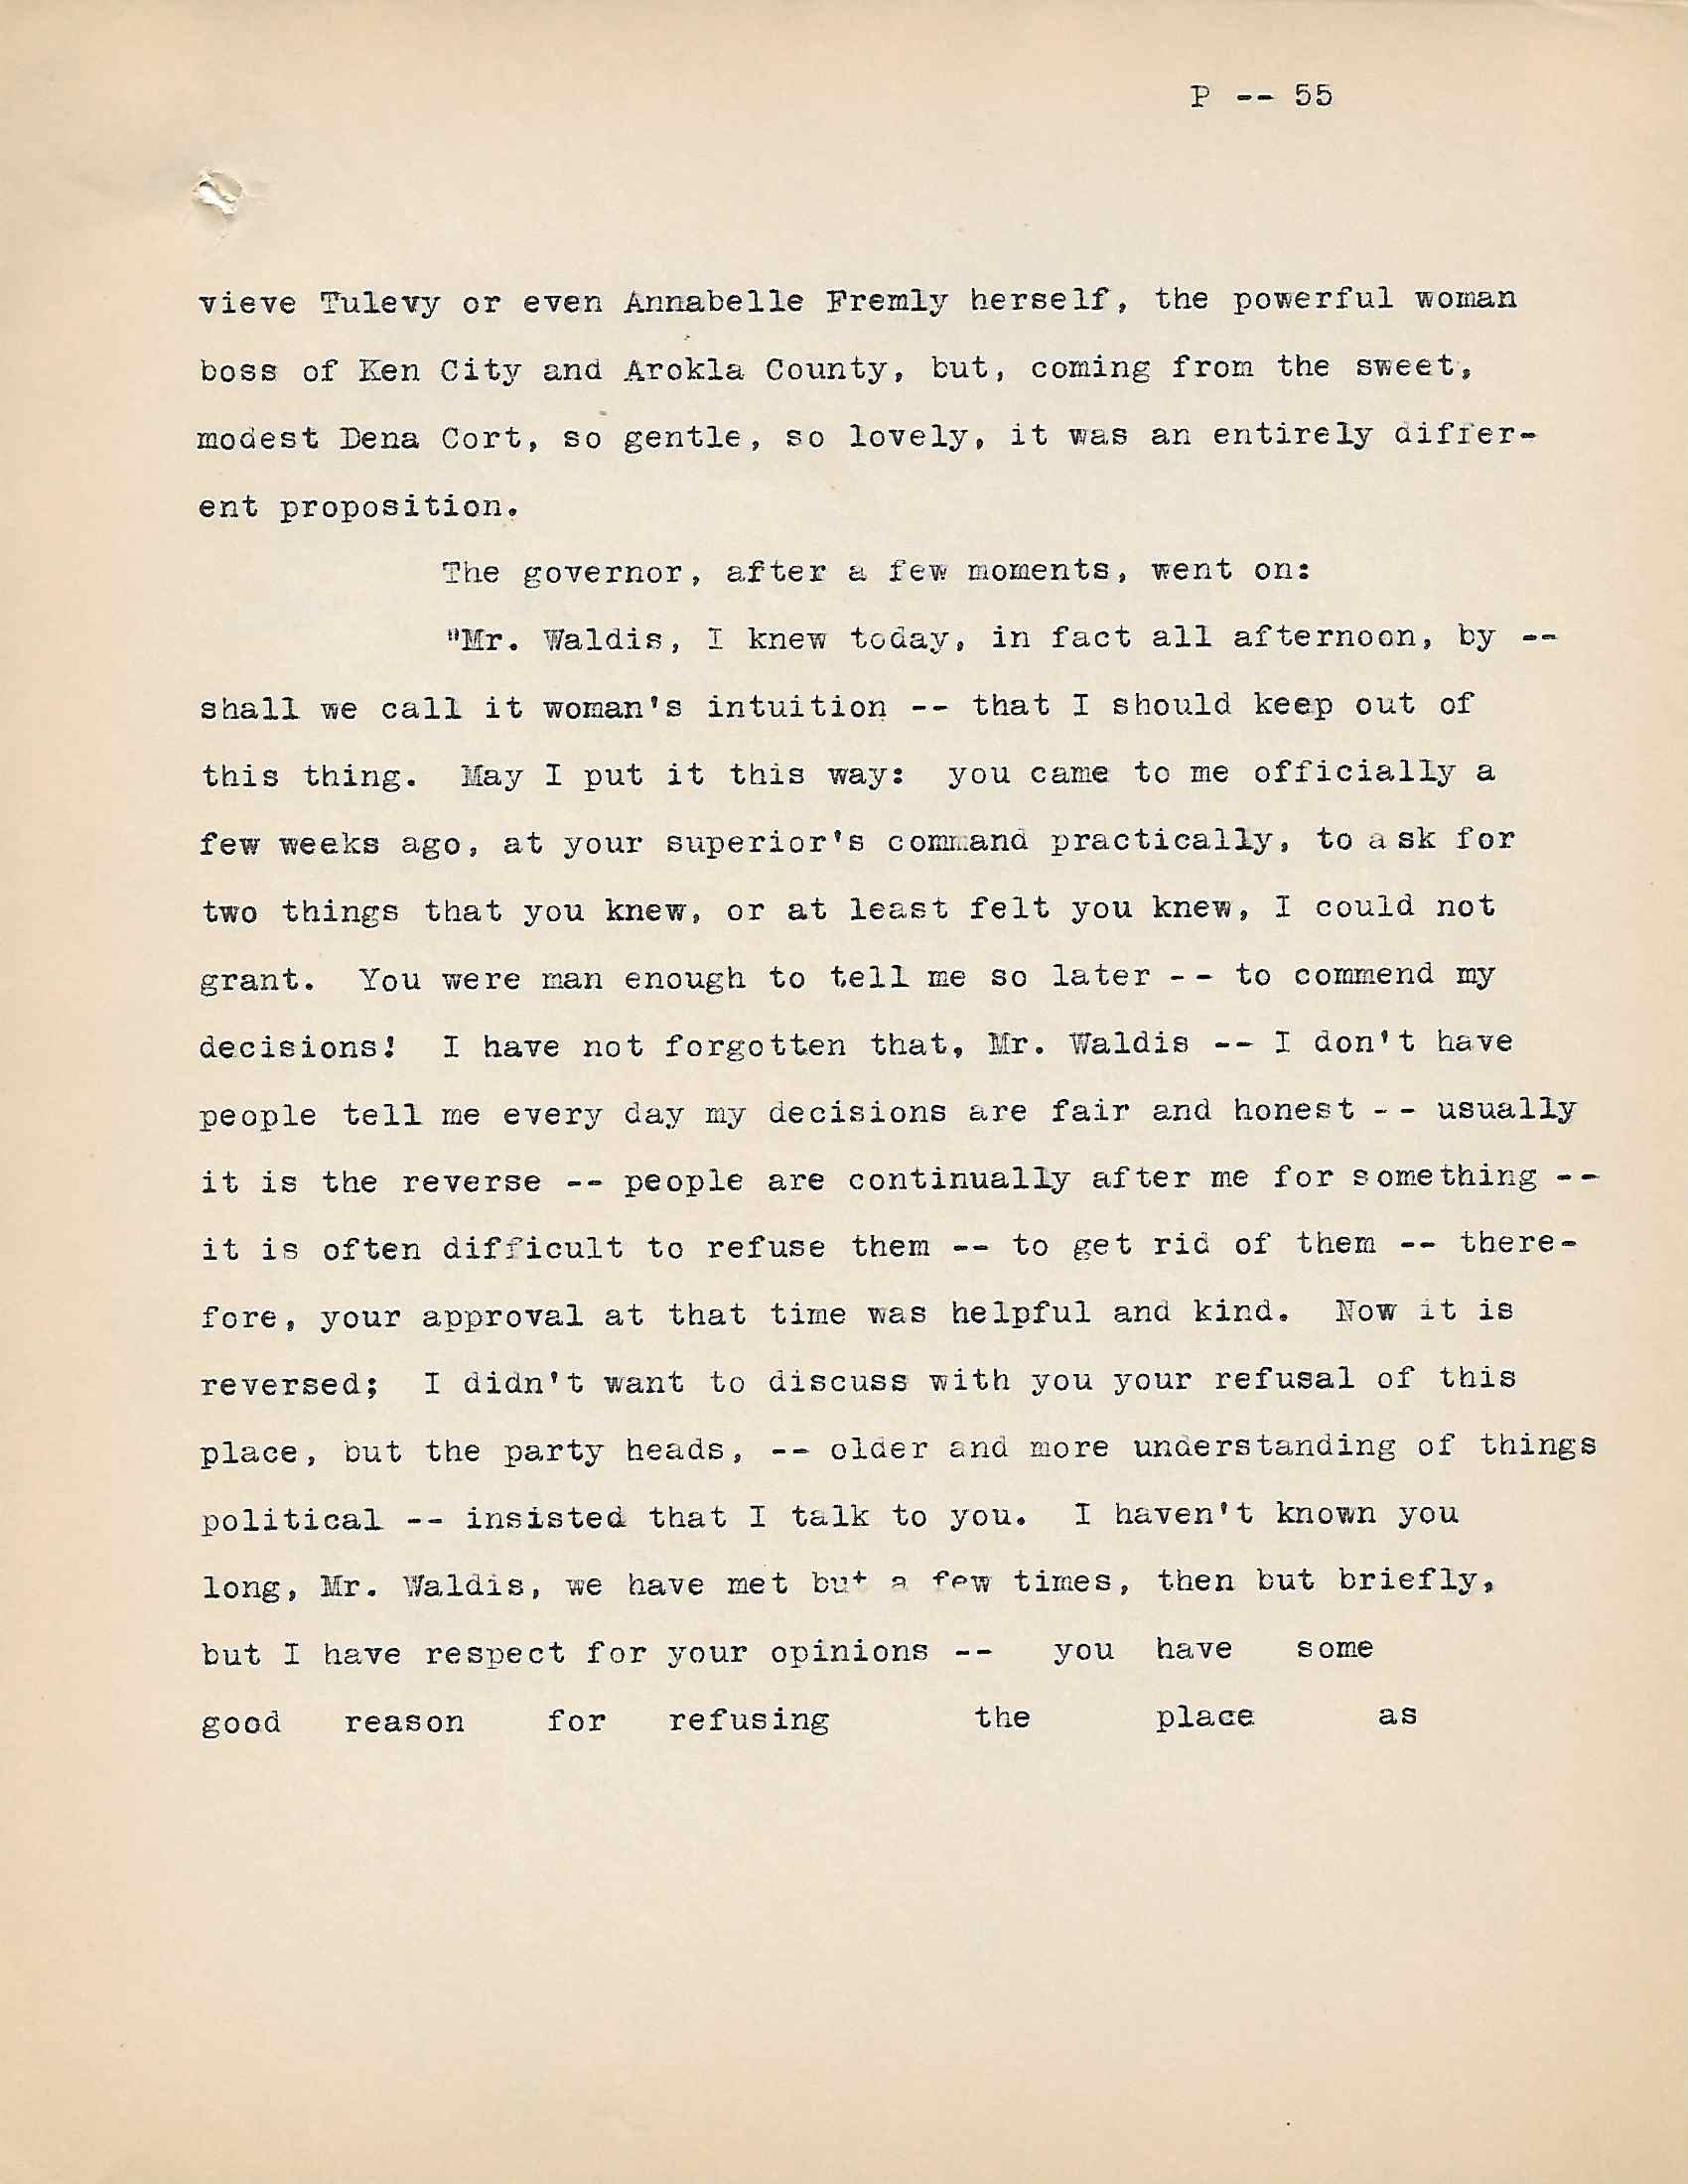 P -- 55
vieve Tulevy or even Annabelle Fremly herself, the powerful woman
boss of Ken City and Arokla County, but, coming from the sweet,
modest Dena Cort, so gentle, so lovely, it was an entirely differ-
ent proposition.
The governor, after a few moments, went on:
"Mr. Waldis, I knew today, in fact all afternoon, by --
shall we call it woman's intuition -- that I should keep out of
this thing.  May I put it this way:  you came to me officially a
few weeks ago, at your superior's command practically, to ask for
two things that you knew, or at least felt you knew, I could not
grant.  You were man enough to tell me so later -- to commend my
decisions!  I have not forgotten that, Mr. Waldis -- I don't have
people tell me every day my decisions are fair and honest -- usually
it is the reverse -- people are continually after me for something --
it is often difficult to refuse them -- to get rid of them -- there-
fore, your approval at that time was helpful and kind.  Now it is
reversed;  I didn't want to discuss with you your refusal of this
place, but the party heads, -- older and more understanding of things
political -- insisted that I talk to you.  I haven't known you
long, Mr. Waldis, we have met but a few times, then but briefly,
but I have respect for your opinions -- you have some
good reason for refusing the place as